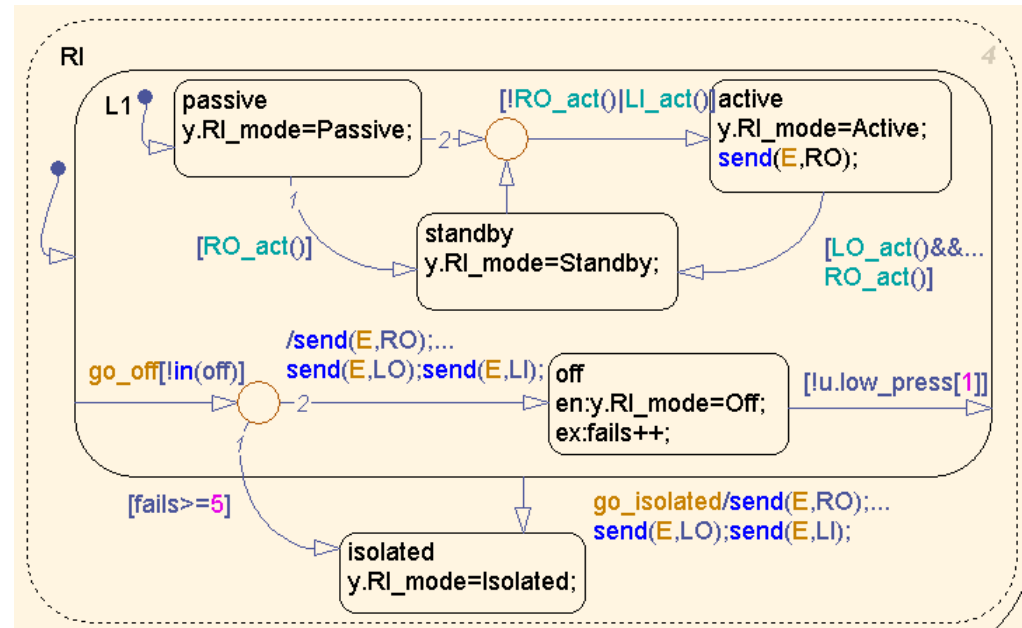 RI
4
L1
passive
y.RI_mode=Passive;
2
[!RO_act()|LI_act()]
active
y.RI_mode=Active;
send(E,RO);
1
[RO_act()]
standby
y.RI_mode=Standby;
[LO_act()&&...
RO_act()]
/send(E,RO);...
send(E,LO);send(E,LI);
go_off[!in(off)]
2
off
en:y.RI_mode=Off;
ex:fails++;
[!u.low_press[1]]
1
[fails>=5]
go_isolated/send(E,RO);...
send(E,LO);send(E,LI);
isolated
y.RI_mode=Isolated;